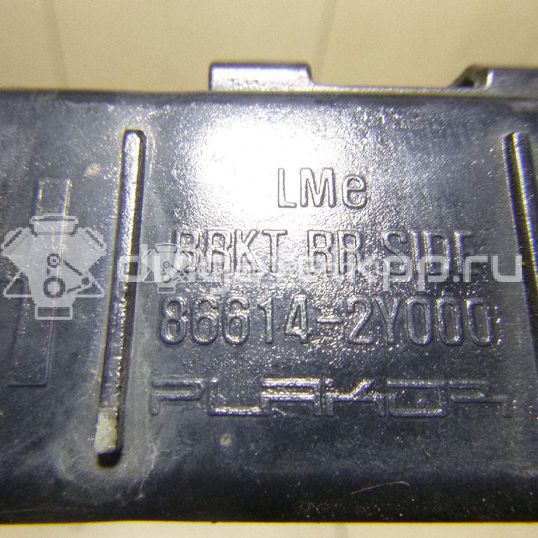 LMe
BRKT RR SIDE
86614-2Y000
PLAKOR